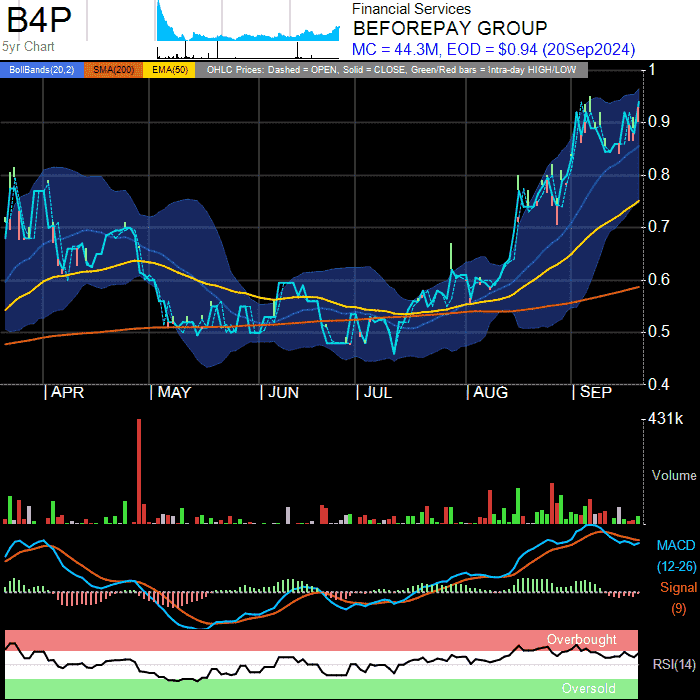 B4P
5yr Chart
Financial Services
BEFOREPAY GROUP
MC = 44.3M, EOD = $0.94 (20Sep2024)
BollBands(20,2) SMA(200) EMA(50) OHLC Prices: Dashed = OPEN, Solid = CLOSE, Green/Red bars = Intra-day HIGH/LOW
1
0.9
0.8
0.7
0.6
0.5
0.4
APR MAY JUN JUL AUG SEP
431k
Volume
MACD
(12-26)
Signal
(9)
Overbought
RSI(14)
Oversold